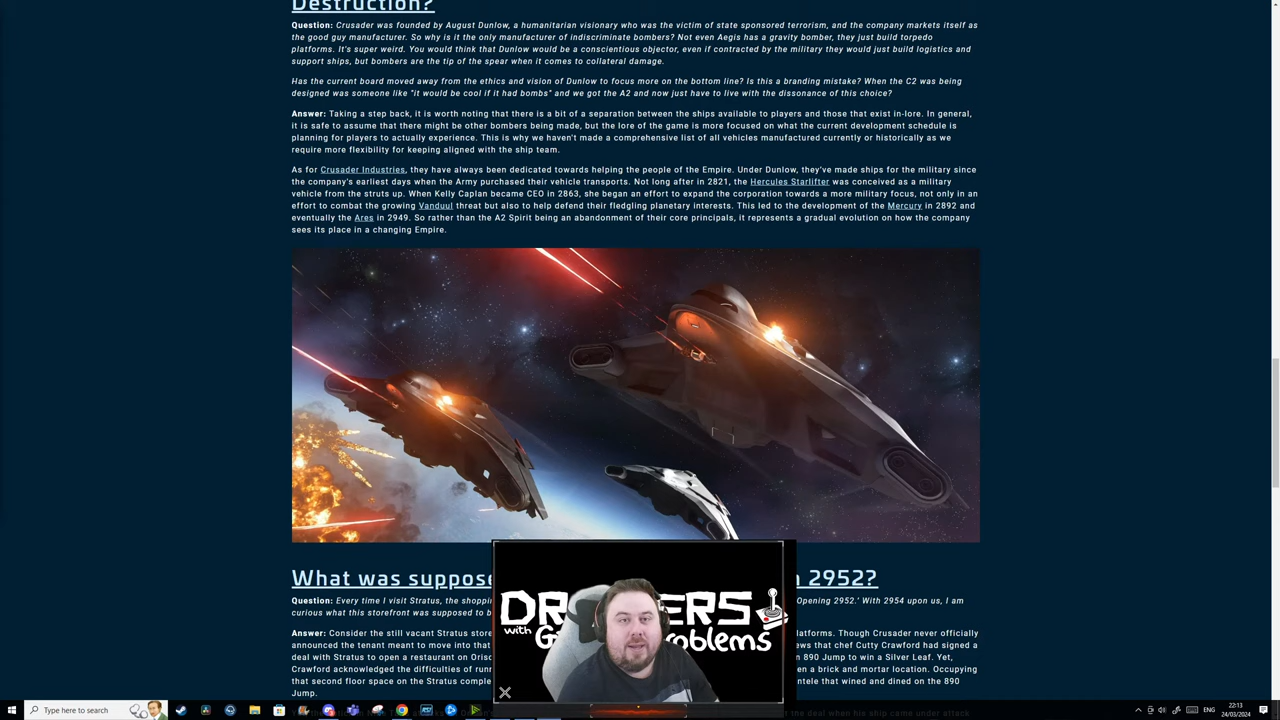 Destruction?
Question: Crusader was founded by August Dunlow, a humanitarian visionary who was the victim of state sponsored terrorism, and the company markets itself as
the good guy manufacturer. So why is it the only manufacturer of indiscriminate bombers? Not even Aegis has a gravity bomber, they just build torpedo
platforms. It's super weird. You would think that Dunlow would be a conscientious objector, even if contracted by the military they would just build logistics and
support ships, but bombers are the tip of the spear when it comes to collateral damage.
Has the current board moved away from the ethics and vision of Dunlow to focus more on the bottom line? Is this a branding mistake? When the C2 was being
designed was someone like "it would be cool if it had bombs" and we got the A2 and now just have to live with the dissonance of this choice?
Answer: Taking a step back, it is worth noting that there is a bit of a separation between the ships available to players and those that exist in-lore. In general,
it is safe to assume that there might be other bombers being made, but the lore of the game is more focused on what the current development schedule is
planning for players to actually experience. This is why we haven't made a comprehensive list of all vehicles manufactured currently or historically as we
require more flexibility for keeping aligned with the ship team.
As for Crusader Industries, they have always been dedicated towards helping the people of the Empire. Under Dunlow, they've made ships for the military since
the company's earliest days when the Army purchased their vehicle transports. Not long after in 2821, the Hercules Starlifter was conceived as a military
vehicle from the struts up. When Kelly Caplan became CEO in 2863, she began an effort to expand the corporation towards a more military focus, not only in an
effort to combat the growing Vanduul threat but also to help defend their fledgling planetary interests. This led to the development of the Mercury in 2892 and
eventually the Ares in 2949. So rather than the A2 Spirit being an abandonment of their core principals, it represents a gradual evolution on how the company
sees its place in a changing Empire.
What was suppose 2952?
Question: Every time I visit Stratus, the shoppi Opening 2952.' With 2954 upon us, I am
curious what this storefront was supposed to b
Answer: Consider the still vacant Stratus store latforms. Though Crusader never officially
announced the tenant meant to move into that ews that chef Cutty Crawford had signed a
deal with Stratus to open a restaurant on Oriso n 890 Jump to win a Silver Leaf. Yet,
Crawford acknowledged the difficulties of runn en a brick and mortar location. Occupying
that second floor space on the Stratus comple ntele that wined and dined on the 890
Jump.
with
Problems
Type here to search
ENG
22:13
24/03/2024